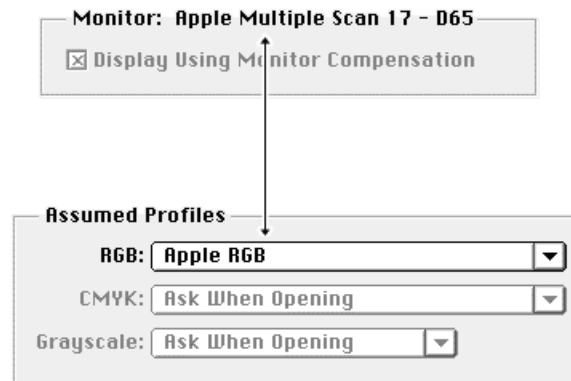 Monitor: Apple Multiple Scan 17 - D65
Display Using Monitor Compensation
Assumed Profiles
RGB: Apple RGB
CMYK: Ask When Opening
Grayscale: Ask When Opening